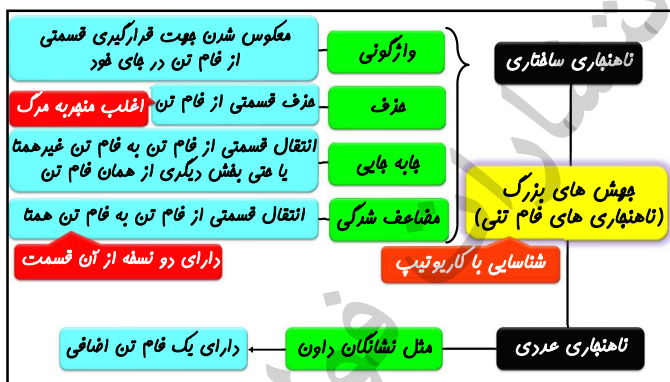 ناهنجاری ساختاری
واژگونی
معکوس شدن جهت قرارگیری قسمتی
از فام تن در جای خود
حذف
حذف قسمتی از فام تن
اغلب منجربه مرگ
جابه جایی
انتقال قسمتی از فام تن به فام تن غیرهمتا
یا حتی بخش دیگری از همان فام تن
مضاعف شدگی
انتقال قسمتی از فام تن به فام تن همتا
دارای دو نسخه از آن قسمت
جهش های بزرگ
(ناهنجاری های فام تنی)
شناسایی با کاریوتیپ
ناهنجاری عددی
مثل نشانگان داون
دارای یک فام تن اضافی